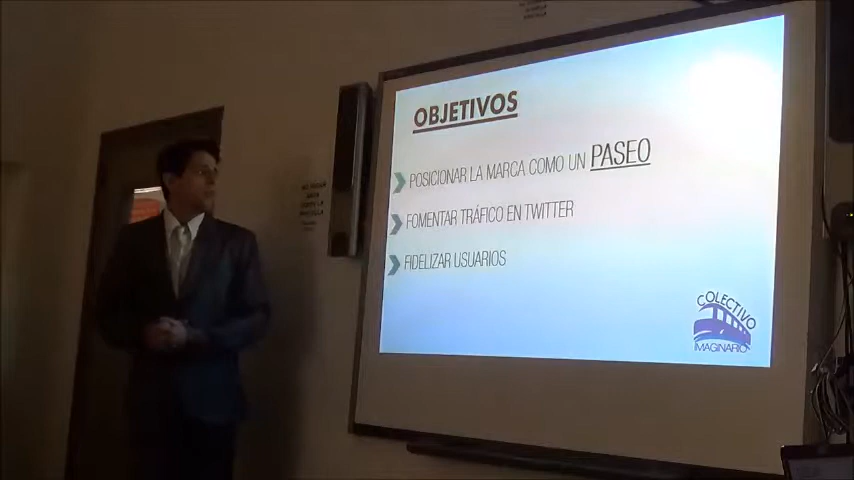 OBJETIVOS
POSICIONAR LA MARCA COMO UN PASEO
FOMENTAR TRÁFICO EN TWITTER
FIDELIZAR USUARIOS
COLECTIVO
IMAGINARIO